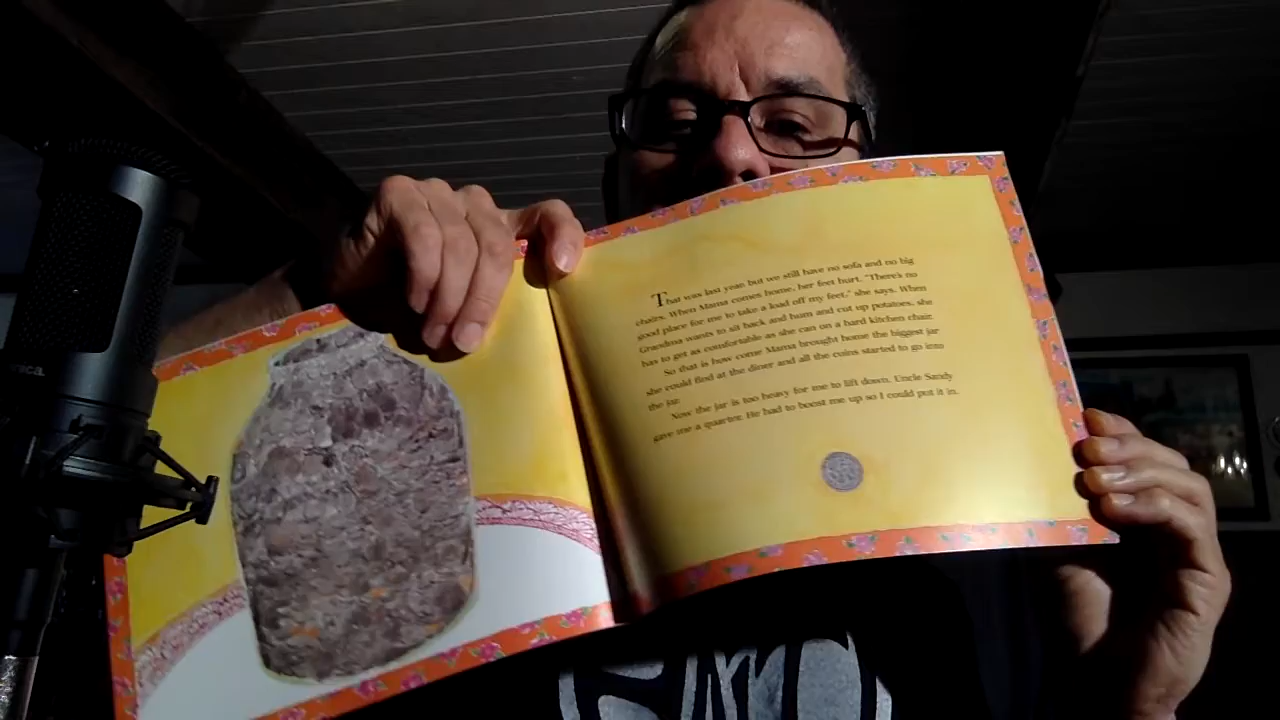 That was last year, but we still have no sofa and no big
chairs. When Mama comes home, her feet hurt. "There's no
good place for me to take a load off my feet," she says. When
Grandma wants to sit back and hum and cut up potatoes, she
has to get as comfortable as she can on a hard kitchen chair.
So that is how come Mama brought home the biggest jar
she could find at the diner and all the coins started to go into
the jar.
Now the jar is too heavy for me to lift down. Uncle Sandy
gave me a quarter. He had to boost me up so I could put it in.